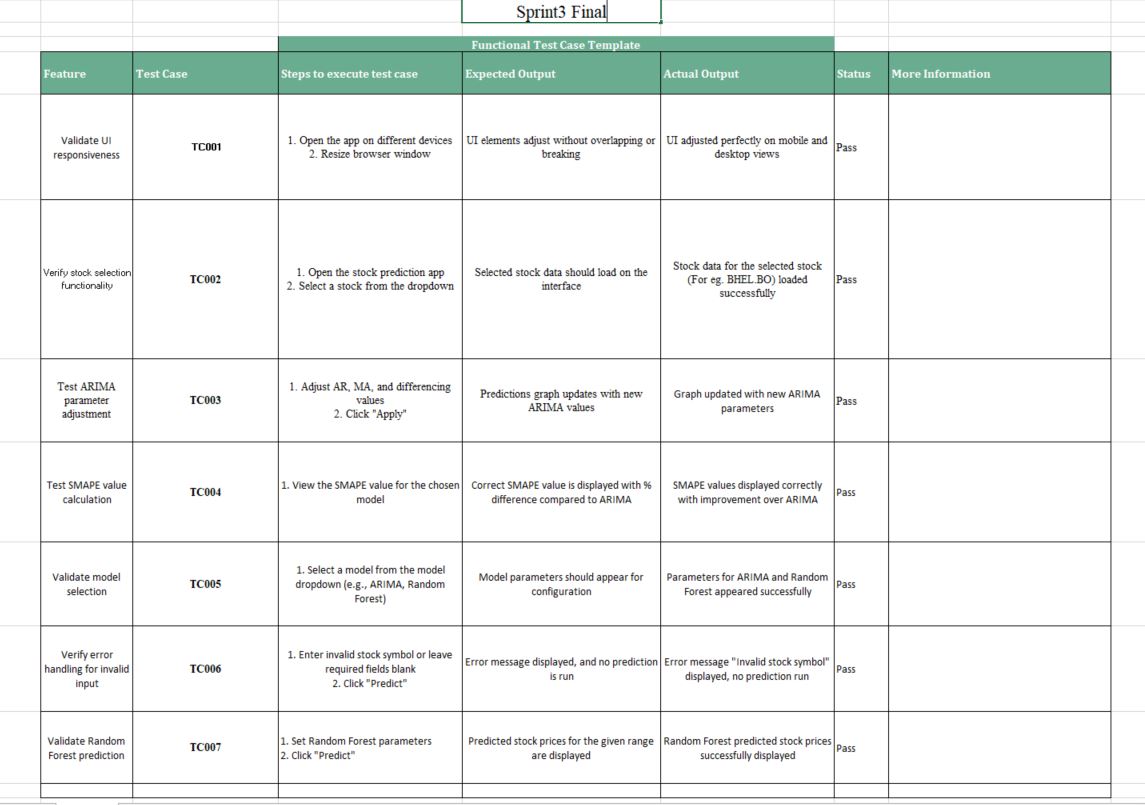 Sprint3 Final
Functional Test Case Template
Feature
Test Case
Steps to execute test case
Expected Output
Actual Output
Status
More Information
Validate UI
responsiveness
TC001
1. Open the app on different devices
2. Resize browser window
UI elements adjust without overlapping or
breaking
UI adjusted perfectly on mobile and
desktop views
Pass
Verify stock selection
functionality
TC002
1. Open the stock prediction app
2. Select a stock from the dropdown
Selected stock data should load on the
interface
Stock data for the selected stock
(For eg. BHEL.BO) loaded
successfully
Pass
Test ARIMA
parameter
adjustment
TC003
1. Adjust AR, MA, and differencing
values
2. Click "Apply"
Predictions graph updates with new
ARIMA values
Graph updated with new ARIMA
parameters
Pass
Test SMAPE value
calculation
TC004
1. View the SMAPE value for the chosen
model
Correct SMAPE value is displayed with %
difference compared to ARIMA
SMAPE values displayed correctly
with improvement over ARIMA
Pass
Validate model
selection
TC005
1. Select a model from the model
dropdown (e.g., ARIMA, Random
Forest)
Model parameters should appear for
configuration
Parameters for ARIMA and Random
Forest appeared successfully
Pass
Verify error
handling for invalid
input
TC006
1. Enter invalid stock symbol or leave
required fields blank
2. Click "Predict"
Error message displayed, and no prediction
is run
Error message "Invalid stock symbol"
displayed, no prediction run
Pass
Validate Random
Forest prediction
TC007
1. Set Random Forest parameters
2. Click "Predict"
Predicted stock prices for the given range
are displayed
Random Forest predicted stock prices
successfully displayed
Pass